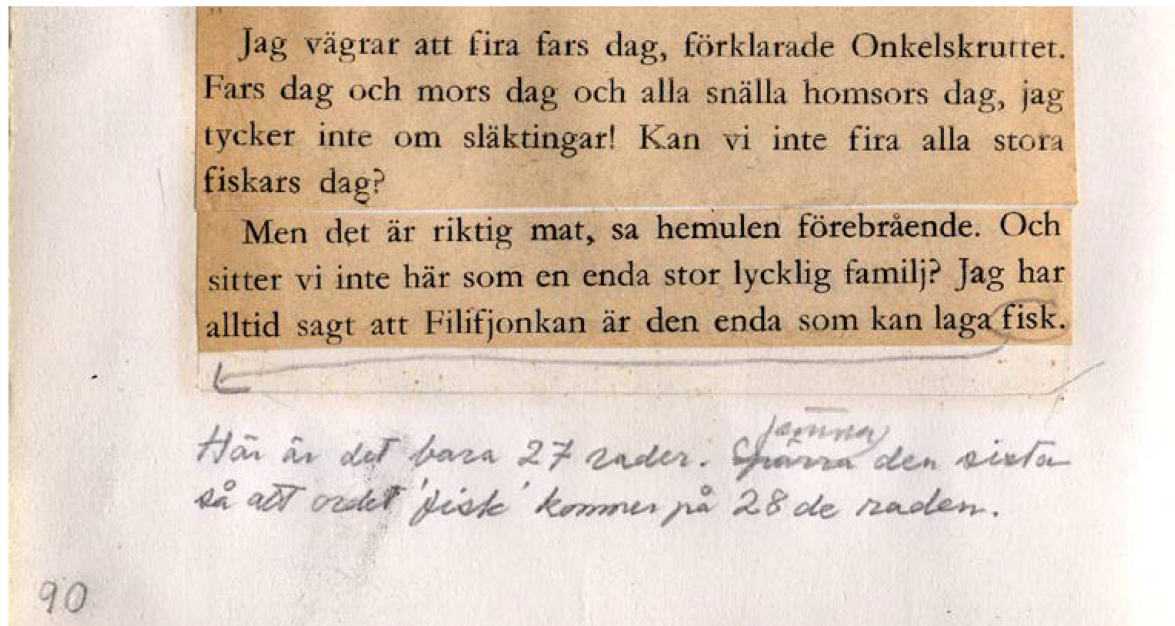 Jag vägrar att fira fars dag, förklarade Onkelskruttet.
Fars dag och mors dag och alla snälla homsors dag, jag
tycker inte om släktingar! Kan vi inte fira alla stora
fiskars dag?
Men det är riktig mat, sa hemulen förebrående. Och
sitter vi inte här som en enda stor lycklig familj? Jag har
alltid sagt att Filifjonkan är den enda som kan laga fisk.
jämna
Här är det bara 27 rader. Spärra den sista
så att ordet 'fisk' kommer på 28 de raden.
90